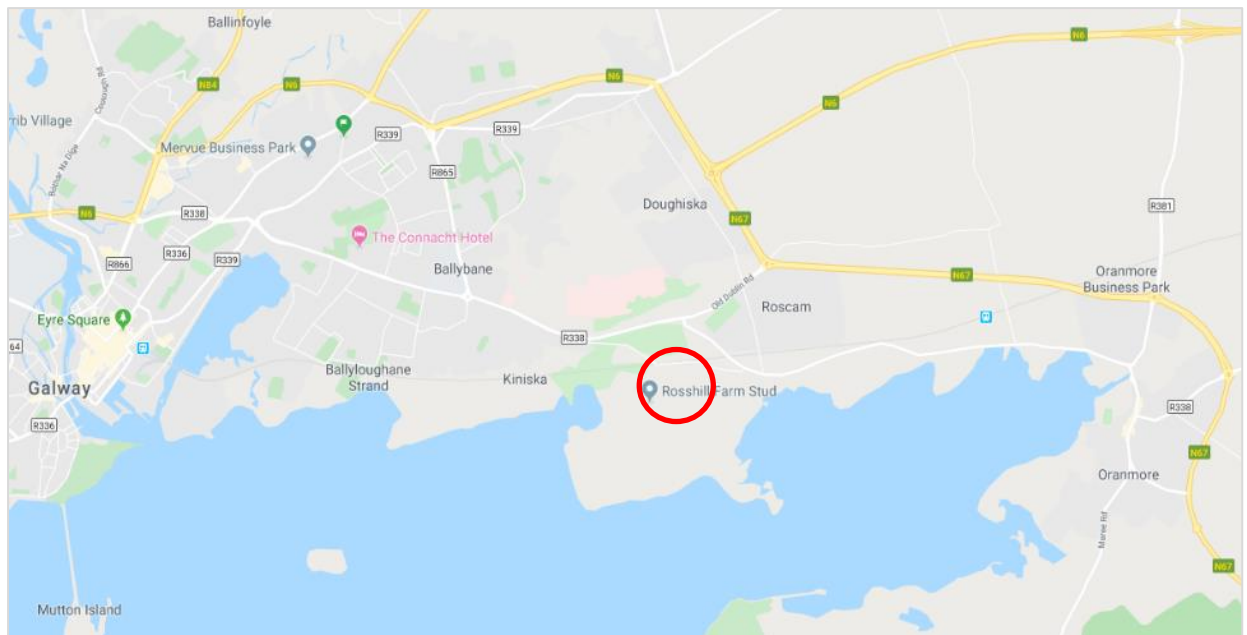 Ballinfoyle
N6
N6
N84
N6
N6
R339
R339
Mervue Business Park
R865
N6
R338
R336
R339
R866
The Connacht Hotel
Ballybane
Doughiska
N67
R381
Oranmore
Business Park
N67
Old Dublin Rd
Roscam
Eyre Square
64
Galway
R336
R338
Ballyloughane
Strand
Kiniska
Rosshill Farm Stud
R338
N67
Oranmore
Maree Rd
N67
Mutton Island